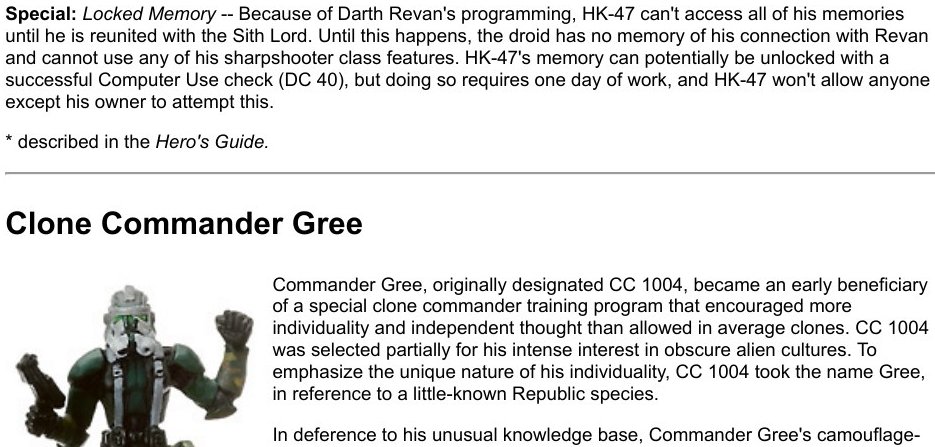 Special: Locked Memory -- Because of Darth Revan's programming, HK-47 can't access all of his memories
until he is reunited with the Sith Lord. Until this happens, the droid has no memory of his connection with Revan
and cannot use any of his sharpshooter class features. HK-47's memory can potentially be unlocked with a
successful Computer Use check (DC 40), but doing so requires one day of work, and HK-47 won't allow anyone
except his owner to attempt this.
* described in the Hero's Guide.
Clone Commander Gree
Commander Gree, originally designated CC 1004, became an early beneficiary
of a special clone commander training program that encouraged more
individuality and independent thought than allowed in average clones. CC 1004
was selected partially for his intense interest in obscure alien cultures. To
emphasize the unique nature of his individuality, CC 1004 took the name Gree,
in reference to a little-known Republic species.
In deference to his unusual knowledge base, Commander Gree's camouflage-